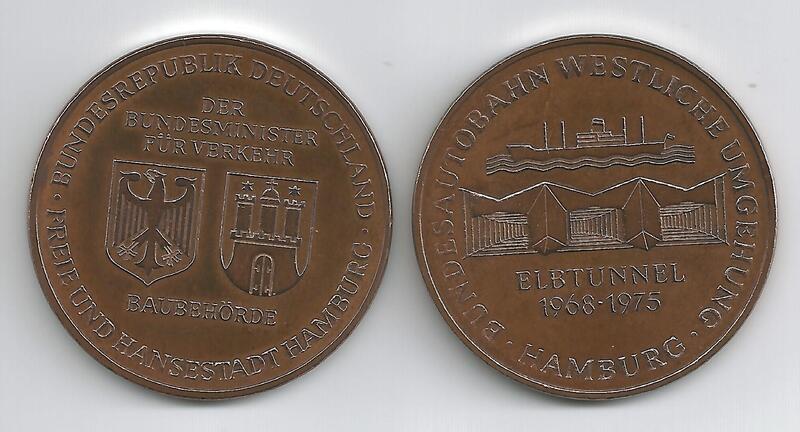 · BUNDESREPUBLIK DEUTSCHLAND ·
FREIE UND HANSESTADT HAMBURG
DER
BUNDESMINISTER
FÜR VERKEHR
BAUBEHÖRDE
· BUNDESAUTOBAHN WESTLICHE UMGEHUNG ·
HAMBURG
ELBTUNNEL
1968-1975